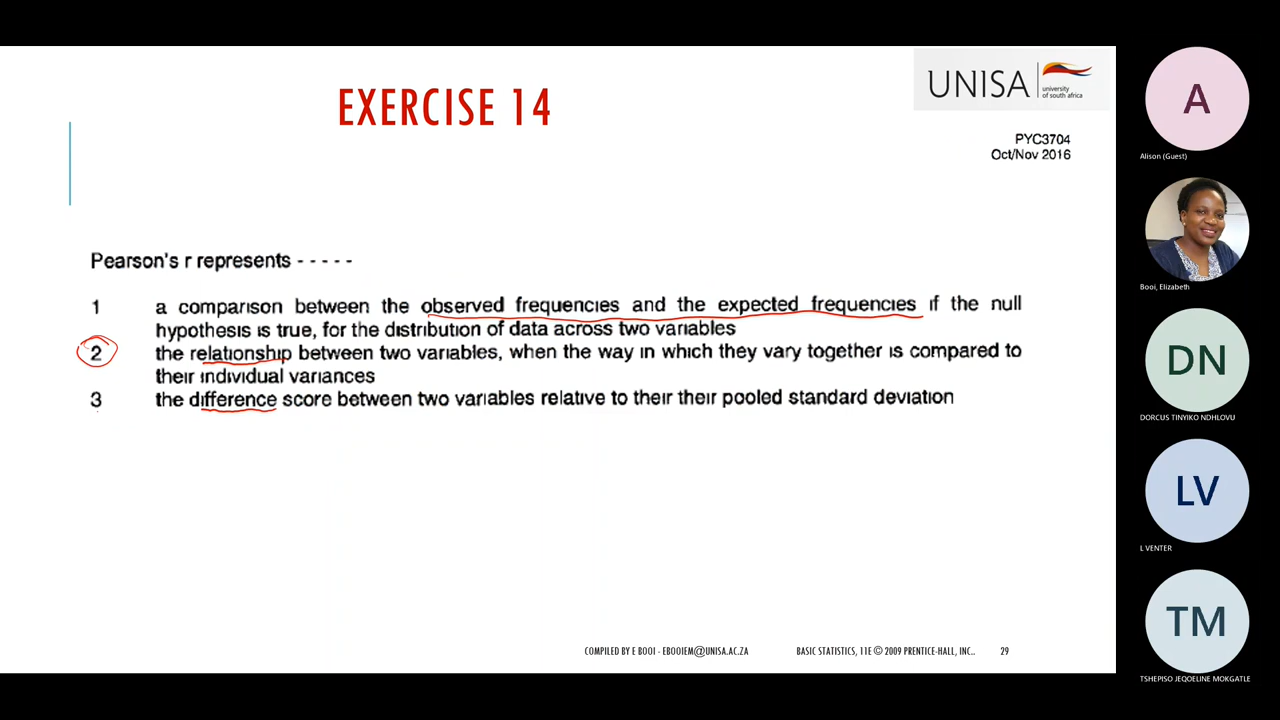 EXERCISE 14
UNISA
university
of south africa
PYC3704
Oct/Nov 2016
Pearson's r represents - - - - -
1 a comparison between the observed frequencies and the expected frequencies if the null
hypothesis is true, for the distribution of data across two variables
2 the relationship between two variables, when the way in which they vary together is compared to
their individual variances
3 the difference score between two variables relative to their their pooled standard deviation
COMPILED BY E BOOI - EBOOIEM@UNISA.AC.ZA
BASIC STATISTICS, 11E © 2009 PRENTICE-HALL, INC..
29
A
Alison (Guest)
Booi, Elizabeth
DN
DORCUS TINYIKO NDHLOVU
LV
L VENTER
TM
TSHEPISO JEQOELINE MOKGATLE